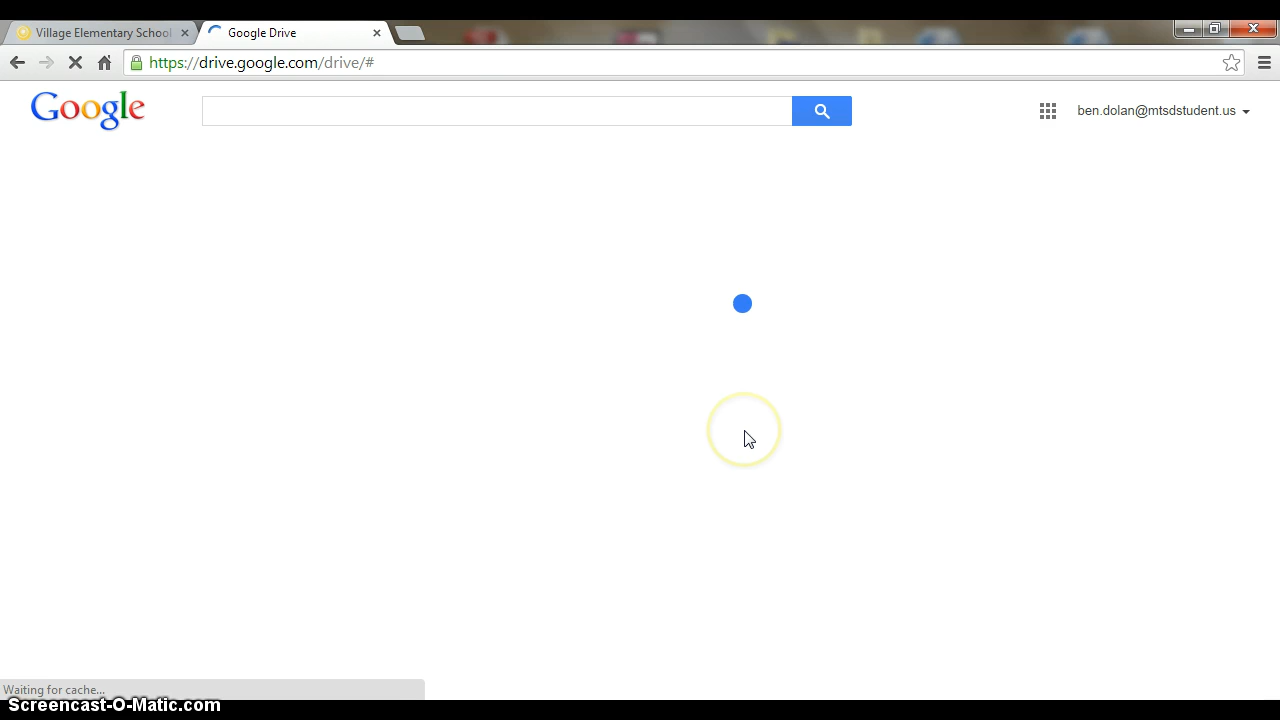 Village Elementary School
Google Drive
https://drive.google.com/drive/#
Google
ben.dolan@mtsdstudent.us
Waiting for cache...
Screencast-O-Matic.com